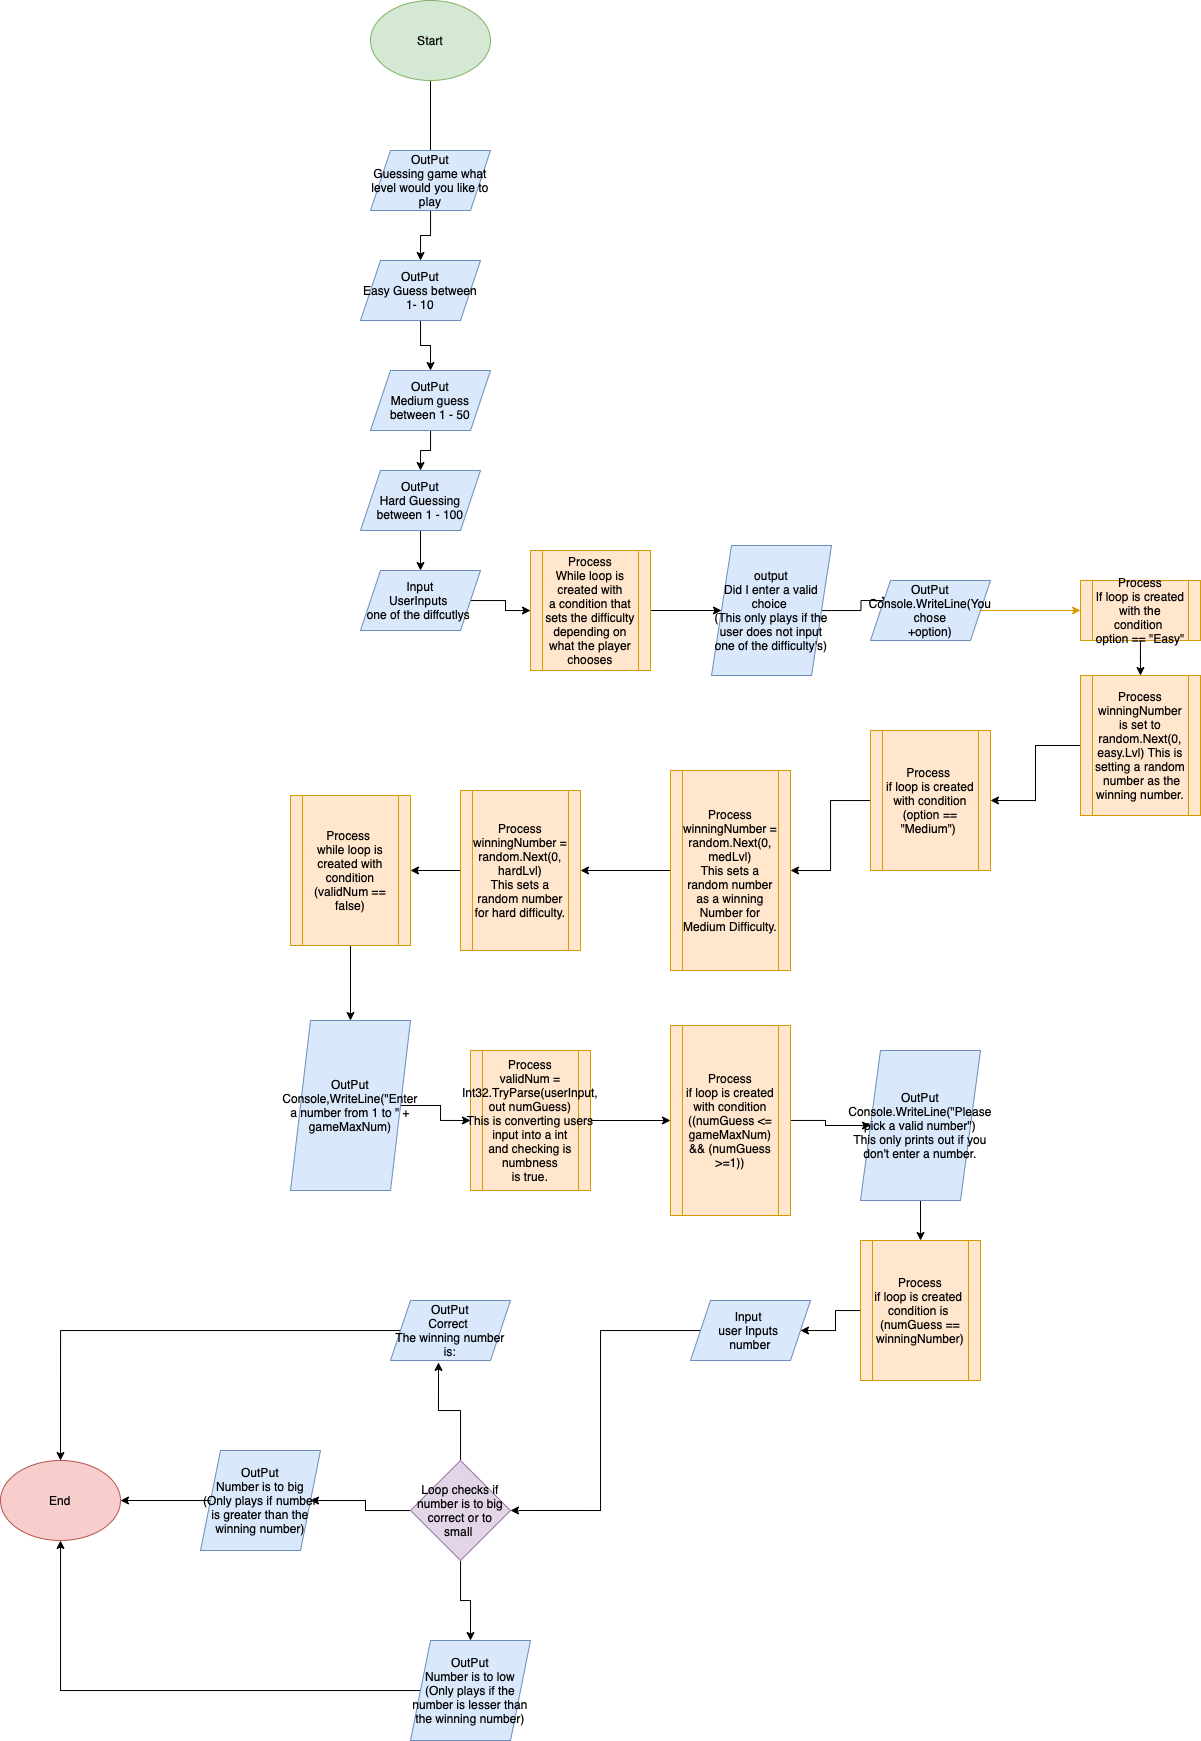 Start
OutPut
Guessing game what
level would you like to
play
OutPut
Easy Guess between
1- 10
OutPut
Medium guess
between 1 - 50
OutPut
Hard Guessing
between 1 - 100
Input
UserInputs
one of the diffcutlys
Process
While loop is
created with
a condition that
sets the difficulty
depending on
what the player
chooses
output
Did I enter a valid
choice
(This only plays if the
user does not input
one of the difficulty's)
OutPut
Console.WriteLine(You
chose
+option)
Process
If loop is created
with the
condition
option == "Easy"
Process
winningNumber
is set to
random.Next(0,
easy.Lvl) This is
setting a random
number as the
winning number.
Process
if loop is created
with condition
(option ==
"Medium")
Process
winningNumber =
random.Next(0,
medLvl)
This sets a
random number
as a winning
Number for
Medium Difficulty.
Process
winningNumber =
random.Next(0,
hardLvl)
This sets a
random number
for hard difficulty.
Process
while loop is
created with
condition
(validNum ==
false)
OutPut
Console,WriteLine("Enter
a number from 1 to " +
gameMaxNum)
Process
validNum =
Int32.TryParse(userInput,
out numGuess)
This is converting users
input into a int
and checking is
numbness
is true.
Process
if loop is created
with condition
((numGuess <=
gameMaxNum)
&& (numGuess
>=1))
OutPut
Console.WriteLine("Please
pick a valid number")
This only prints out if you
don't enter a number.
Process
if loop is created
condition is
(numGuess ==
winningNumber)
Input
user Inputs
number
OutPut
Correct
The winning number
is:
Loop checks if
number is to big
correct or to
small
OutPut
Number is to big
(Only plays if number
is greater than the
winning number)
End
OutPut
Number is to low
(Only plays if the
number is lesser than
the winning number)